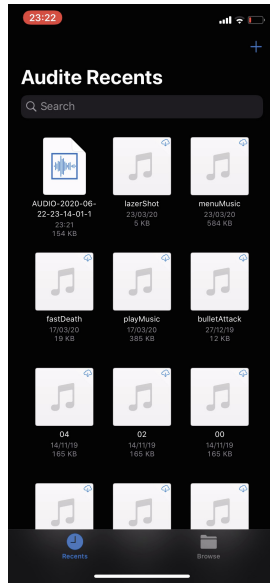 23:22
Audite Recents
Search
AUDIO-2020-06-
22-23-14-01-1
23:21
154 KB
lazerShot
23/03/20
5 KB
menuMusic
23/03/20
584 KB
fastDeath
17/03/20
19 KB
playMusic
17/03/20
385 KB
bulletAttack
27/12/19
12 KB
04
14/11/19
165 KB
02
14/11/19
165 KB
00
14/11/19
165 KB
Recents
Browse